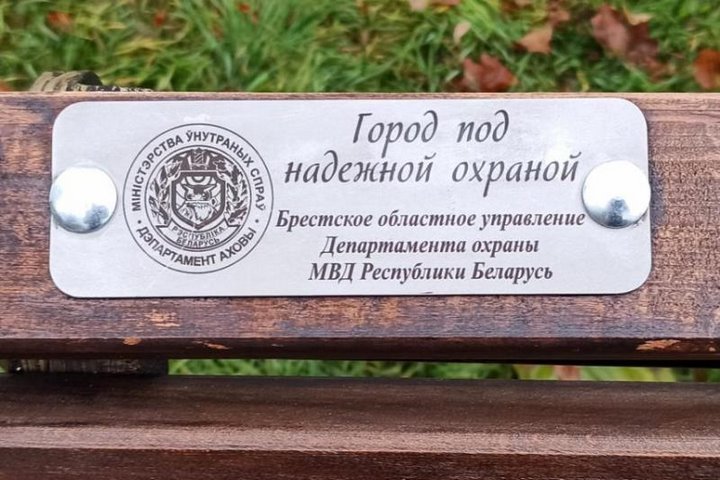 Город под
надежной охраной
Брестское областное управление
Департамента охраны
МВД Республики Беларусь
МІНІСТЭРСТВА ЎНУТРАНЫХ СПРАЎ
ДЭПАРТАМЕНТ АХОВЫ
РЭСПУБЛІКА
БЕЛАРУСЬ